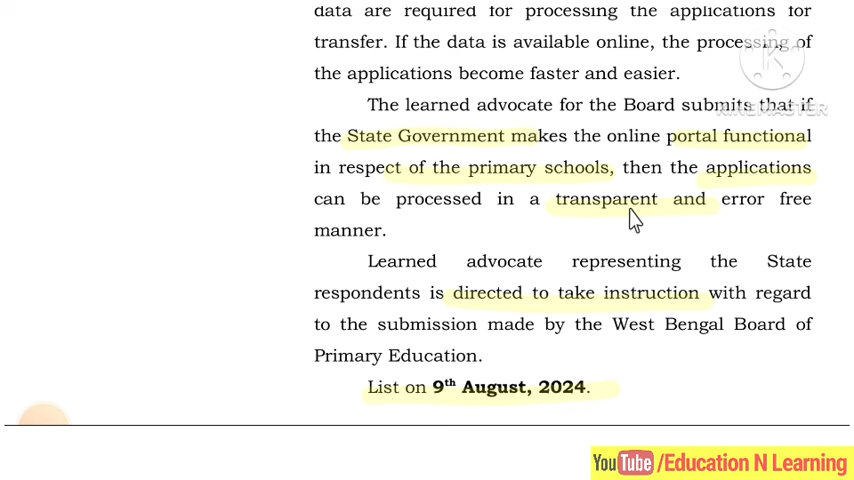 data are required for processing the applications for
transfer. If the data is available online, the processing of
the applications become faster and easier.
The learned advocate for the Board submits that if
the State Government makes the online portal functional
in respect of the primary schools, then the applications
can be processed in a transparent and error free
manner.
Learned advocate representing the State
respondents is directed to take instruction with regard
to the submission made by the West Bengal Board of
Primary Education.
List on 9th August, 2024.
KINEMASTER
YouTube/Education N Learning